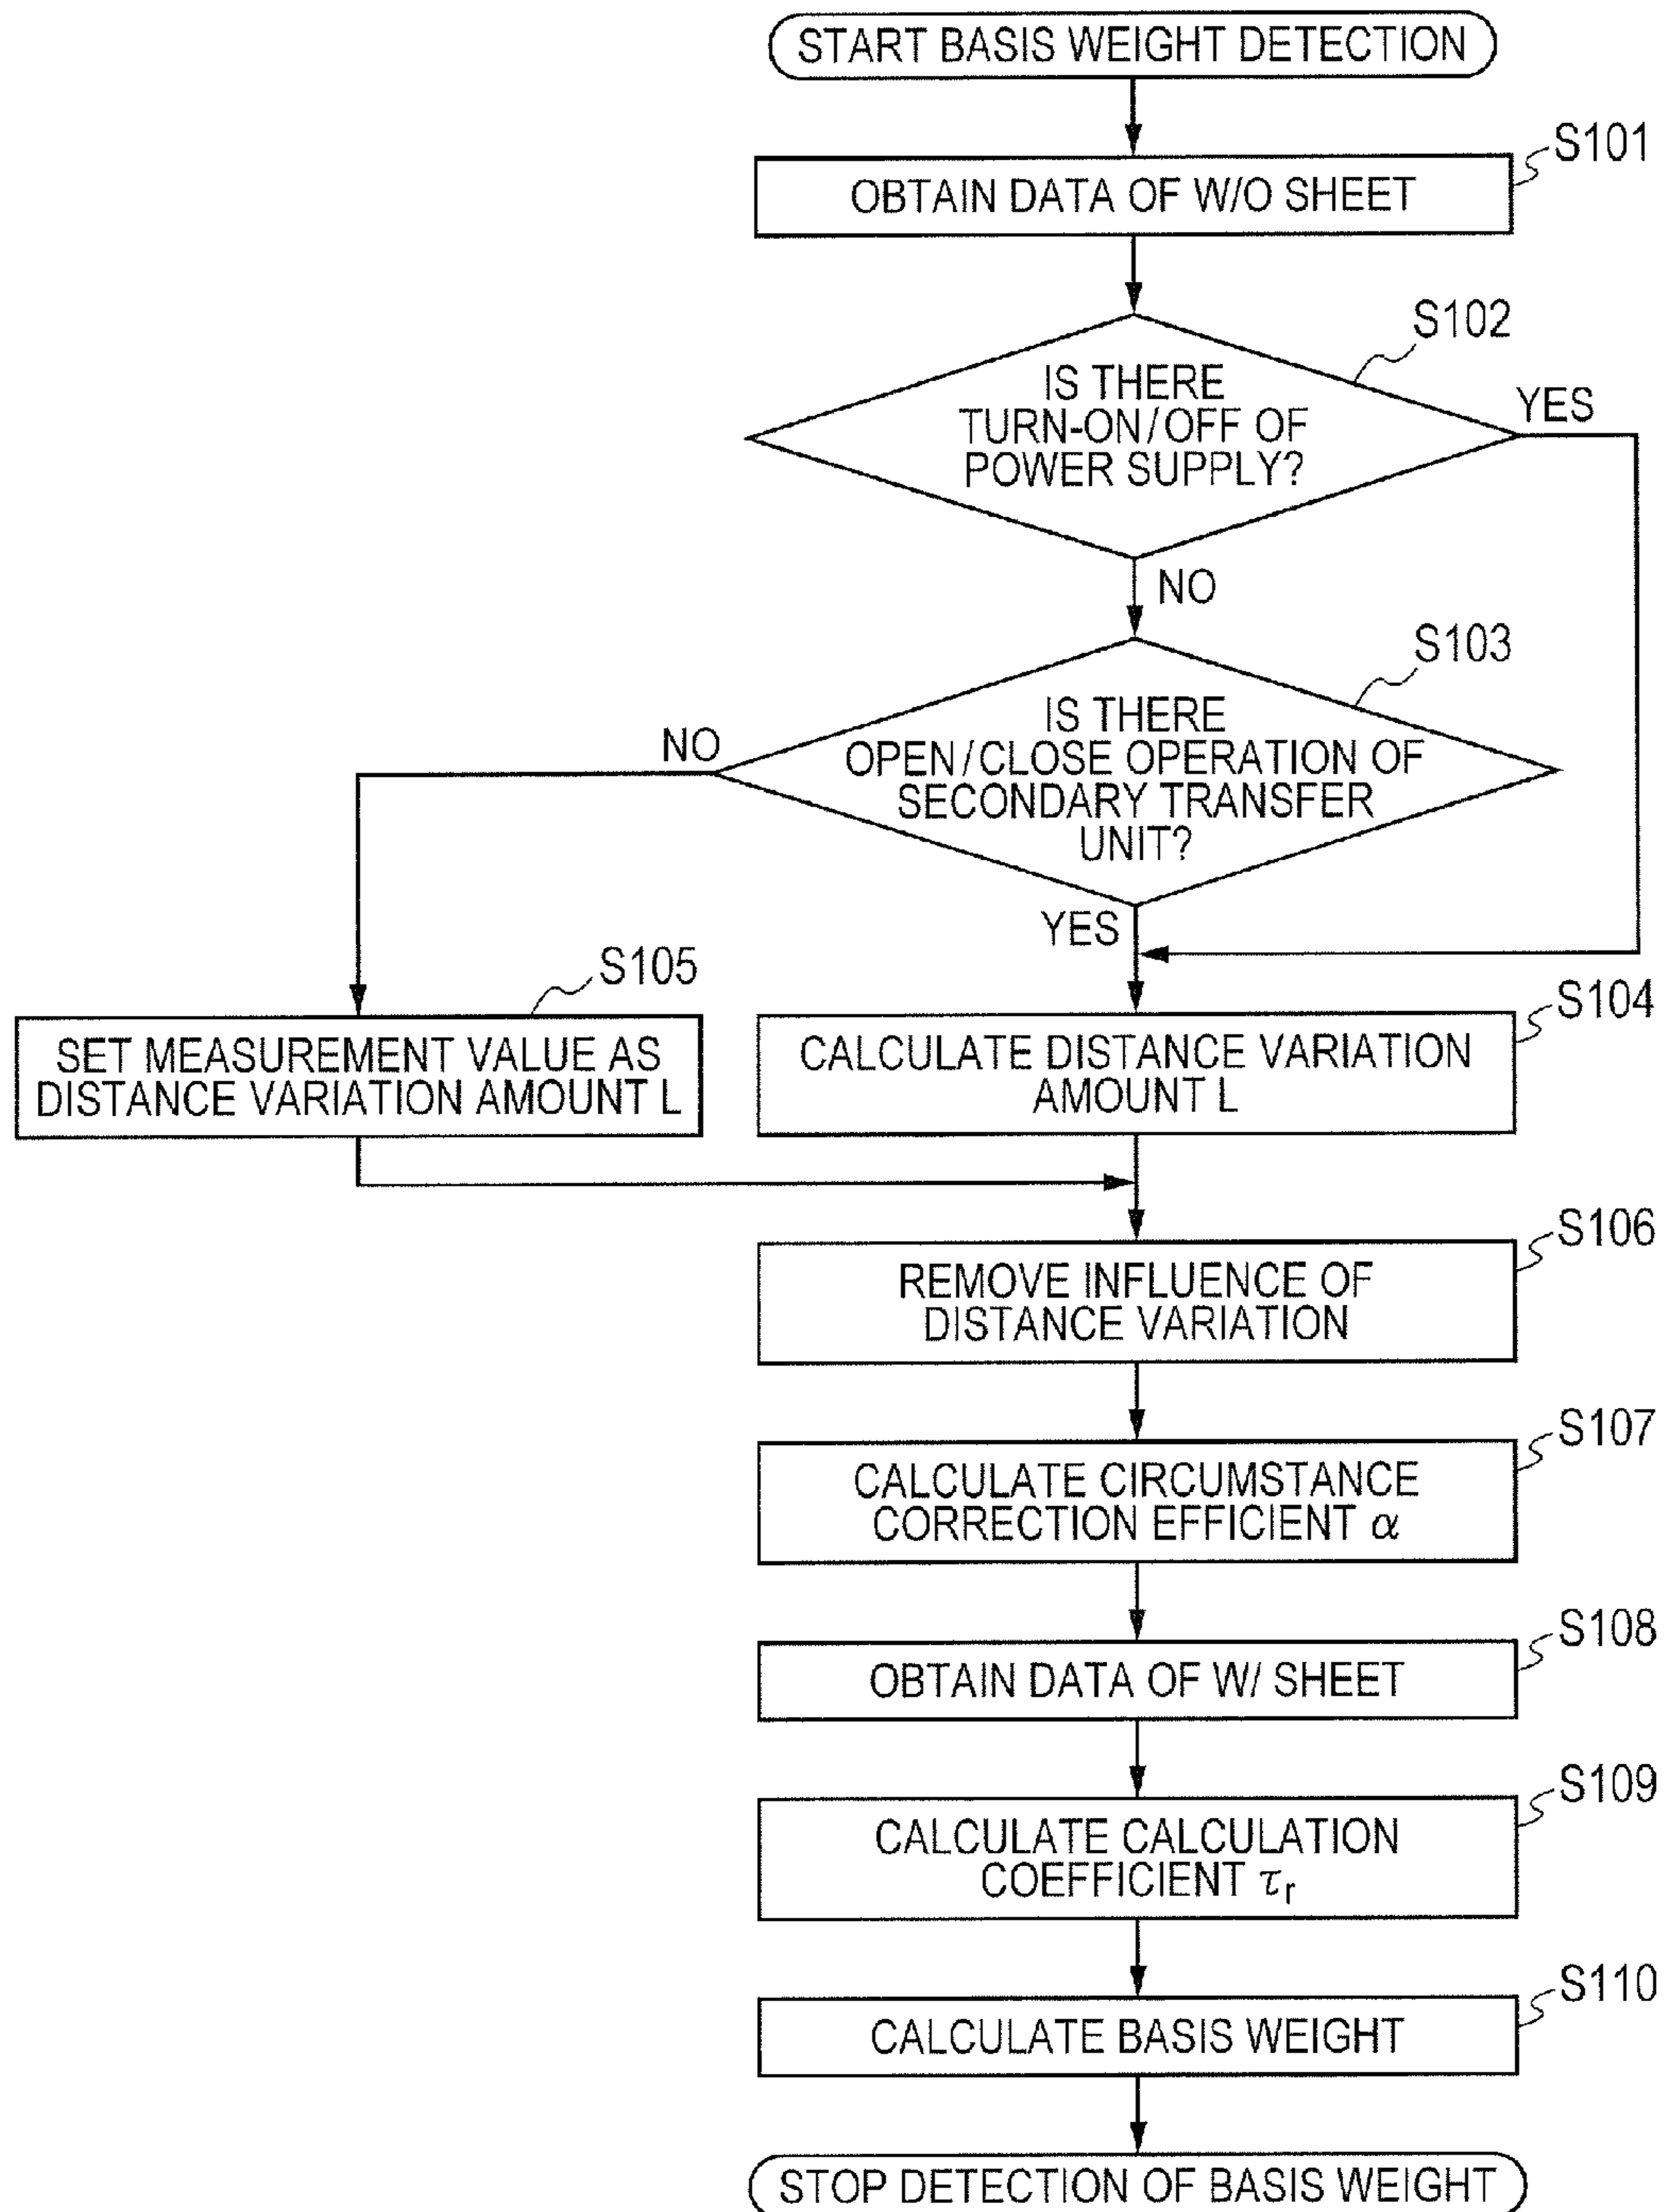 START BASIS WEIGHT DETECTION
S101
OBTAIN DATA OF W/O SHEET
S102
IS THERE
TURN-ON/OFF OF
POWER SUPPLY?
YES
NO
S103
IS THERE
OPEN/CLOSE OPERATION OF
SECONDARY TRANSFER
UNIT?
NO
YES
S105
SET MEASUREMENT VALUE AS
DISTANCE VARIATION AMOUNT L
S104
CALCULATE DISTANCE VARIATION
AMOUNT L
S106
REMOVE INFLUENCE OF
DISTANCE VARIATION
S107
CALCULATE CIRCUMSTANCE
CORRECTION EFFICIENT α
S108
OBTAIN DATA OF W/ SHEET
S109
CALCULATE CALCULATION
COEFFICIENT τr
S110
CALCULATE BASIS WEIGHT
STOP DETECTION OF BASIS WEIGHT